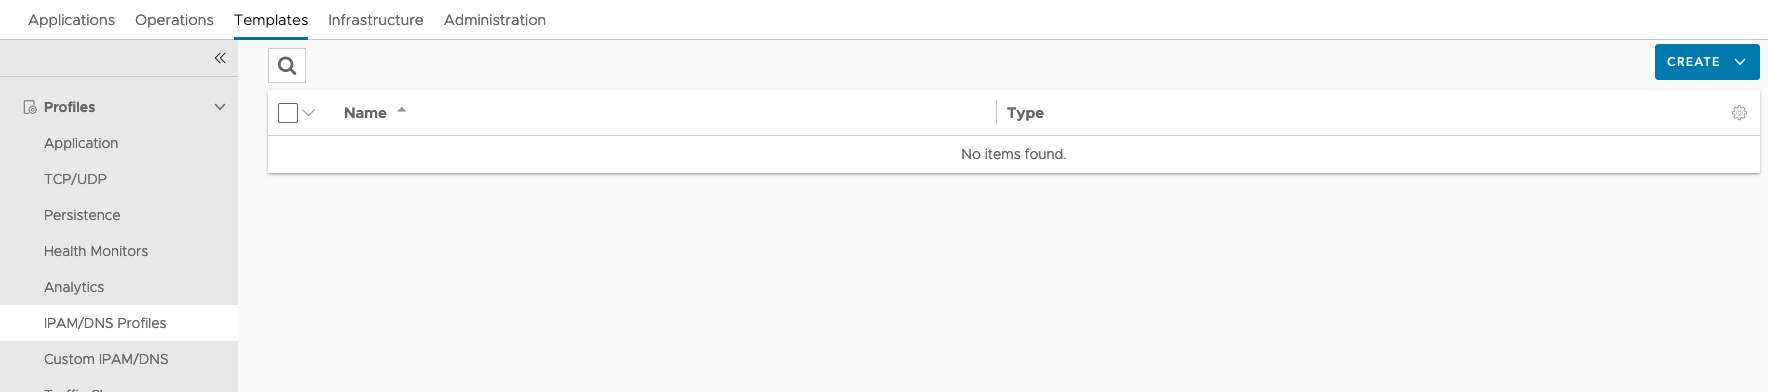 Applications Operations Templates Infrastructure Administration
CREATE
Profiles
Name Type
Application
No items found.
TCP/UDP
Persistence
Health Monitors
Analytics
IPAM/DNS Profiles
Custom IPAM/DNS